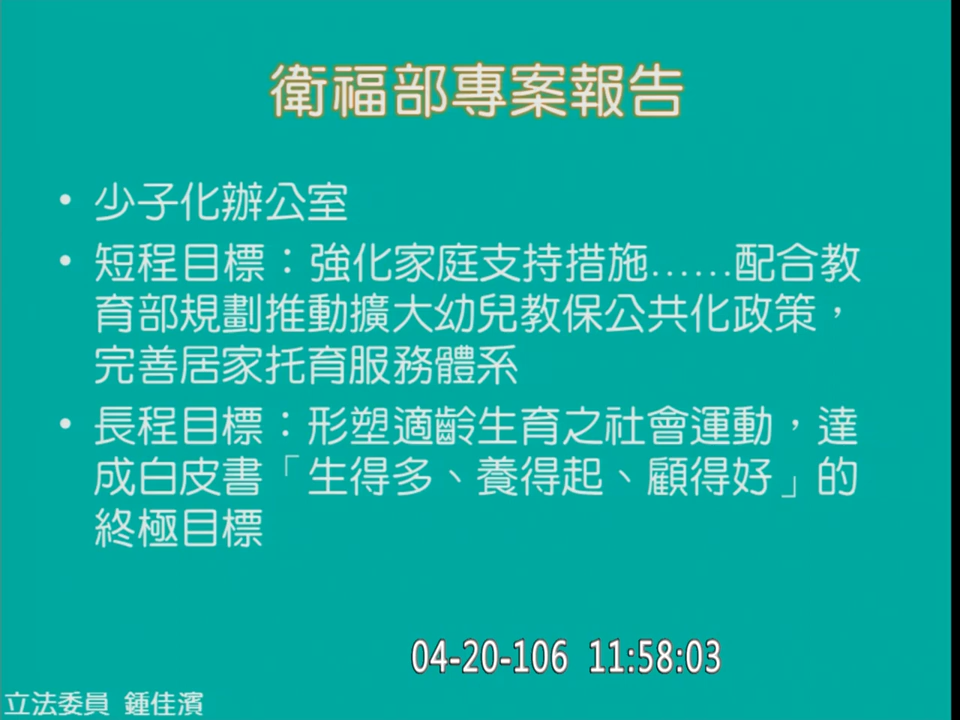 衛福部專案報告
• 少子化辦公室
• 短程目標：強化家庭支持措施……配合教
育部規劃推動擴大幼兒教保公共化政策，
完善居家托育服務體系
• 長程目標：形塑適齡生育之社會運動，達
成白皮書「生得多、養得起、顧得好」的
終極目標
04-20-106 11:58:03
立法委員 鍾佳濱